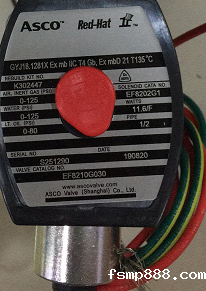 ASCO™ Red-Hat II
GYJ18.1281X Ex mb IIC T4 Gb, Ex mbD 21 T135°C
REBUILD KIT NO. SOLENOID CATA NO
K302447 EF8202G1
AIR, INERT GAS (PSI) WATTS
0-125 11.6/F
WATER (PSI) PIPE
0-125 1/2
LT. OIL (PSI)
0-80
SERIAL NO. DATE
S251290 190820
VALVE CATALOG NO.
EF8210G030
www.ascovalve.com
ASCO Valve (Shanghai) Co., Ltd.
fsmp888.com